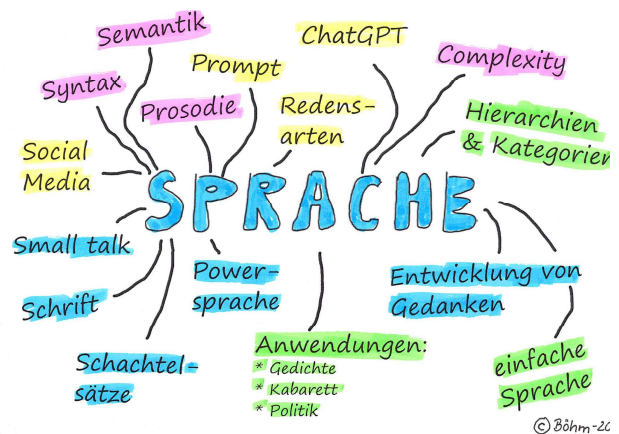 Semantik
ChatGPT
Complexity
Prompt
Syntax
Prosodie
Redens-
arten
Hierarchien
& Kategorien
Social
Media
SPRACHE
Small talk
Power-
sprache
Entwicklung von
Gedanken
Schrift
Schachtel-
sätze
Anwendungen:
* Gedichte
* Kabarett
* Politik
einfache
Sprache
© Böhm-20